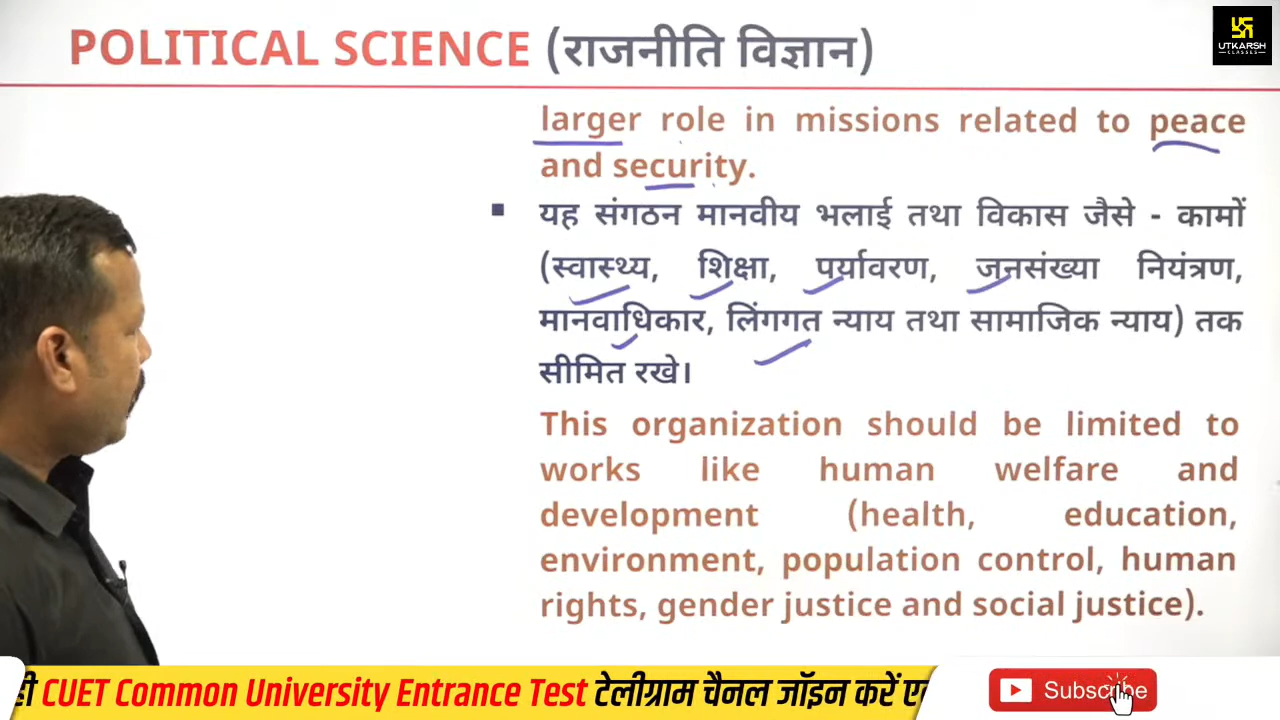 POLITICAL SCIENCE (राजनीति विज्ञान)
UTKARSH
CLASSES
larger role in missions related to peace
and security.
▪ यह संगठन मानवीय भलाई तथा विकास जैसे - कामों
(स्वास्थ्य, शिक्षा, पर्यावरण, जनसंख्या नियंत्रण,
मानवाधिकार, लिंगगत न्याय तथा सामाजिक न्याय) तक
सीमित रखे।
This organization should be limited to
works like human welfare and
development (health, education,
environment, population control, human
rights, gender justice and social justice).
ही CUET Common University Entrance Test टेलीग्राम चैनल जॉइन करें
Subscribe